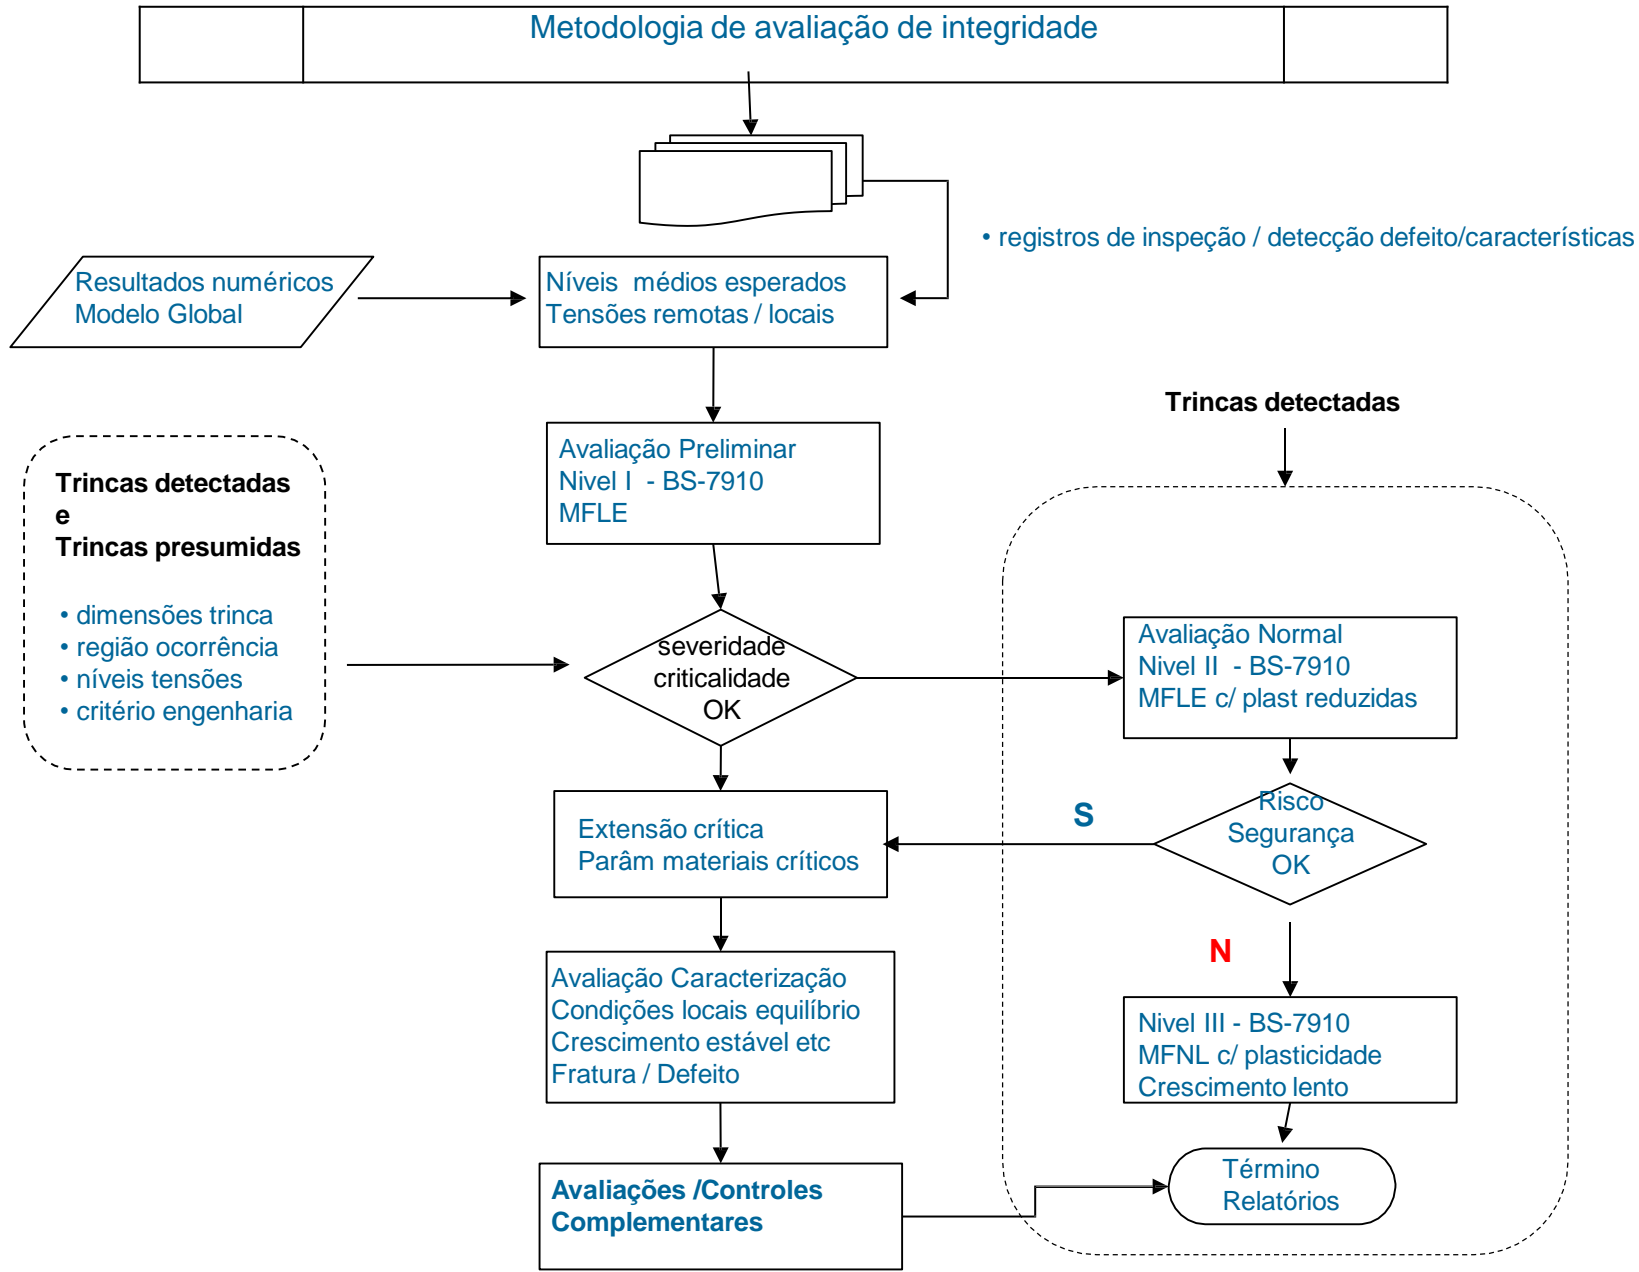 Metodologia de avaliação de integridade
• registros de inspeção / detecção defeito/características
Resultados numéricos
Modelo Global
Níveis médios esperados
Tensões remotas / locais
Trincas detectadas
Avaliação Preliminar
Nivel I - BS-7910
MFLE
Trincas detectadas
e
Trincas presumidas
• dimensões trinca
• região ocorrência
• níveis tensões
• critério engenharia
severidade
criticalidade
OK
Avaliação Normal
Nivel II - BS-7910
MFLE c/ plast reduzidas
S
Risco
Segurança
OK
Extensão crítica
Parâm materiais críticos
N
Avaliação Caracterização
Condições locais equilíbrio
Crescimento estável etc
Fratura / Defeito
Nivel III - BS-7910
MFNL c/ plasticidade
Crescimento lento
Avaliações /Controles
Complementares
Término
Relatórios